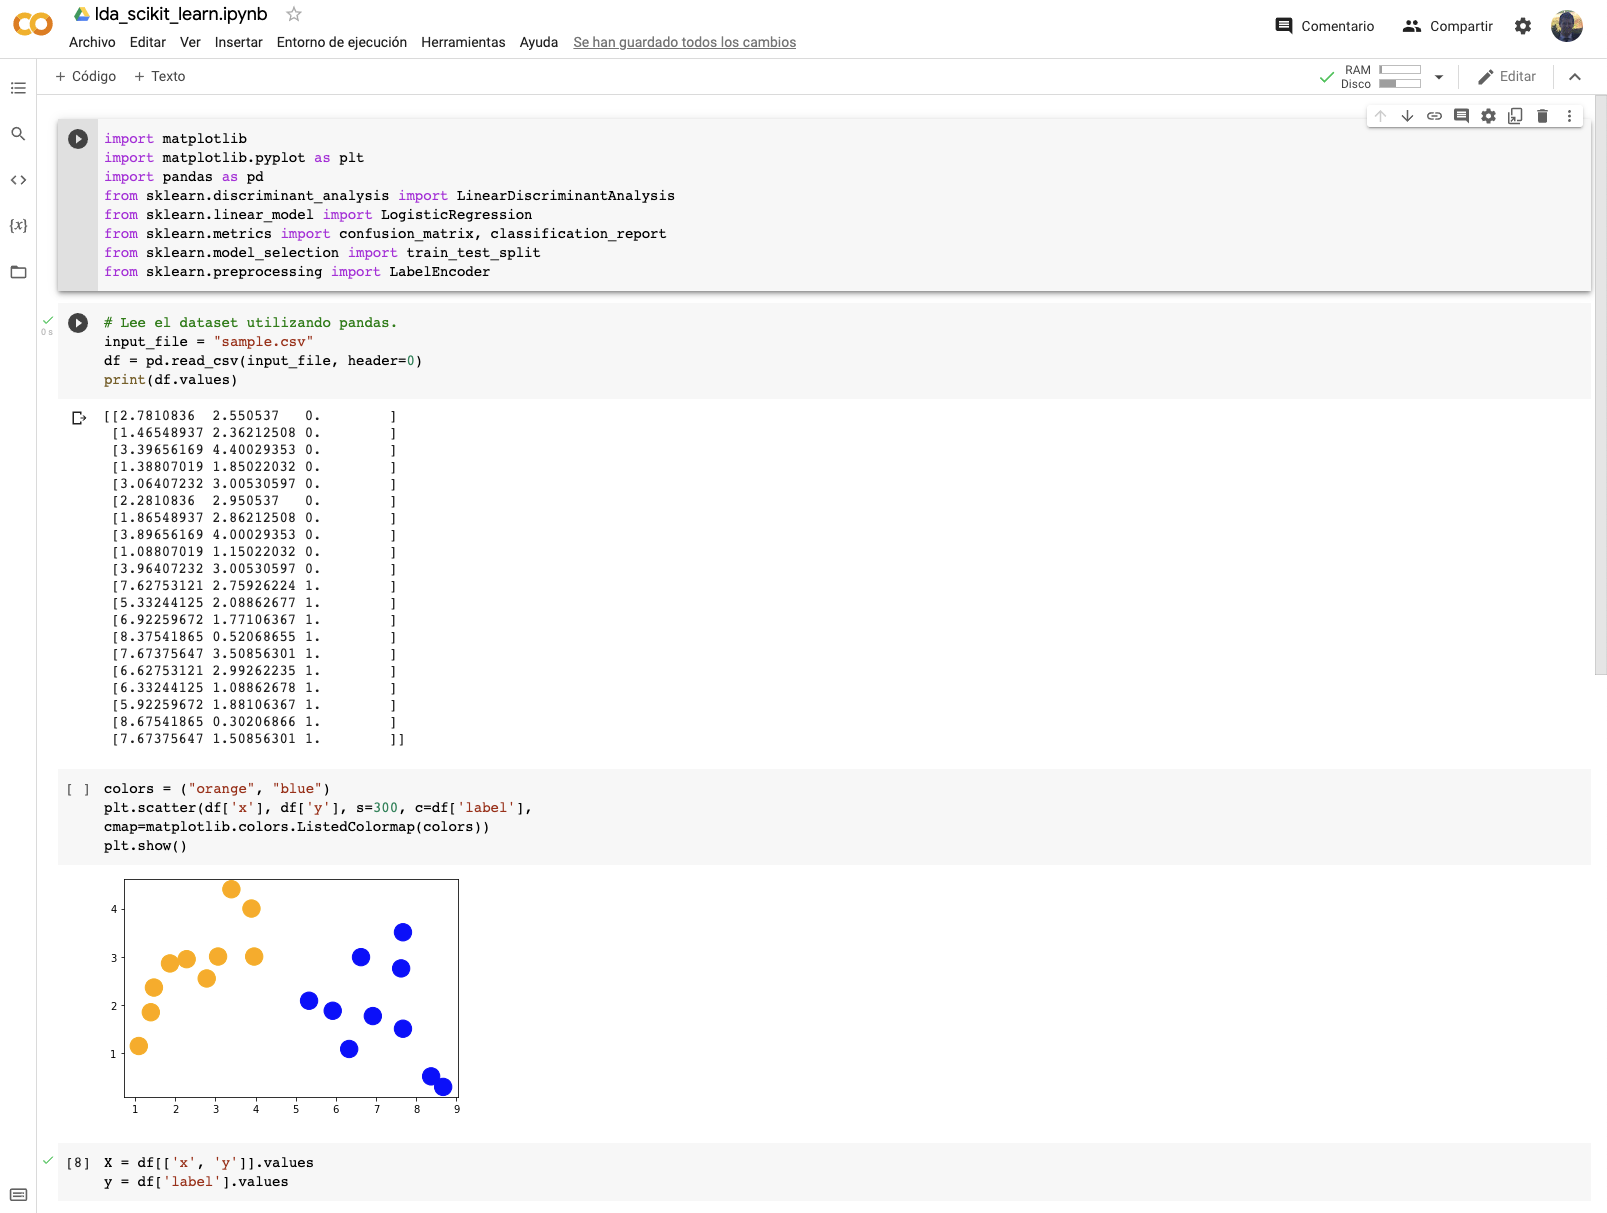 lda_scikit_learn.ipynb
Archivo Editar Ver Insertar Entorno de ejecución Herramientas Ayuda Se han guardado todos los cambios
Comentario Compartir
+ Código + Texto
RAM
Disco
Editar
import matplotlib
import matplotlib.pyplot as plt
import pandas as pd
from sklearn.discriminant_analysis import LinearDiscriminantAnalysis
from sklearn.linear_model import LogisticRegression
from sklearn.metrics import confusion_matrix, classification_report
from sklearn.model_selection import train_test_split
from sklearn.preprocessing import LabelEncoder
0 s
# Lee el dataset utilizando pandas.
input_file = "sample.csv"
df = pd.read_csv(input_file, header=0)
print(df.values)
[[2.7810836  2.550537   0.        ]
 [1.46548937 2.36212508 0.        ]
 [3.39656169 4.40029353 0.        ]
 [1.38807019 1.85022032 0.        ]
 [3.06407232 3.00530597 0.        ]
 [2.2810836  2.950537   0.        ]
 [1.86548937 2.86212508 0.        ]
 [3.89656169 4.00029353 0.        ]
 [1.08807019 1.15022032 0.        ]
 [3.96407232 3.00530597 0.        ]
 [7.62753121 2.75926224 1.        ]
 [5.33244125 2.08862677 1.        ]
 [6.92259672 1.77106367 1.        ]
 [8.37541865 0.52068655 1.        ]
 [7.67375647 3.50856301 1.        ]
 [6.62753121 2.99262235 1.        ]
 [6.33244125 1.08862678 1.        ]
 [5.92259672 1.88106367 1.        ]
 [8.67541865 0.30206866 1.        ]
 [7.67375647 1.50856301 1.        ]]
[ ] colors = ("orange", "blue")
plt.scatter(df['x'], df['y'], s=300, c=df['label'],
cmap=matplotlib.colors.ListedColormap(colors))
plt.show()
4
3
2
1
1 2 3 4 5 6 7 8 9
[8] X = df[['x', 'y']].values
y = df['label'].values